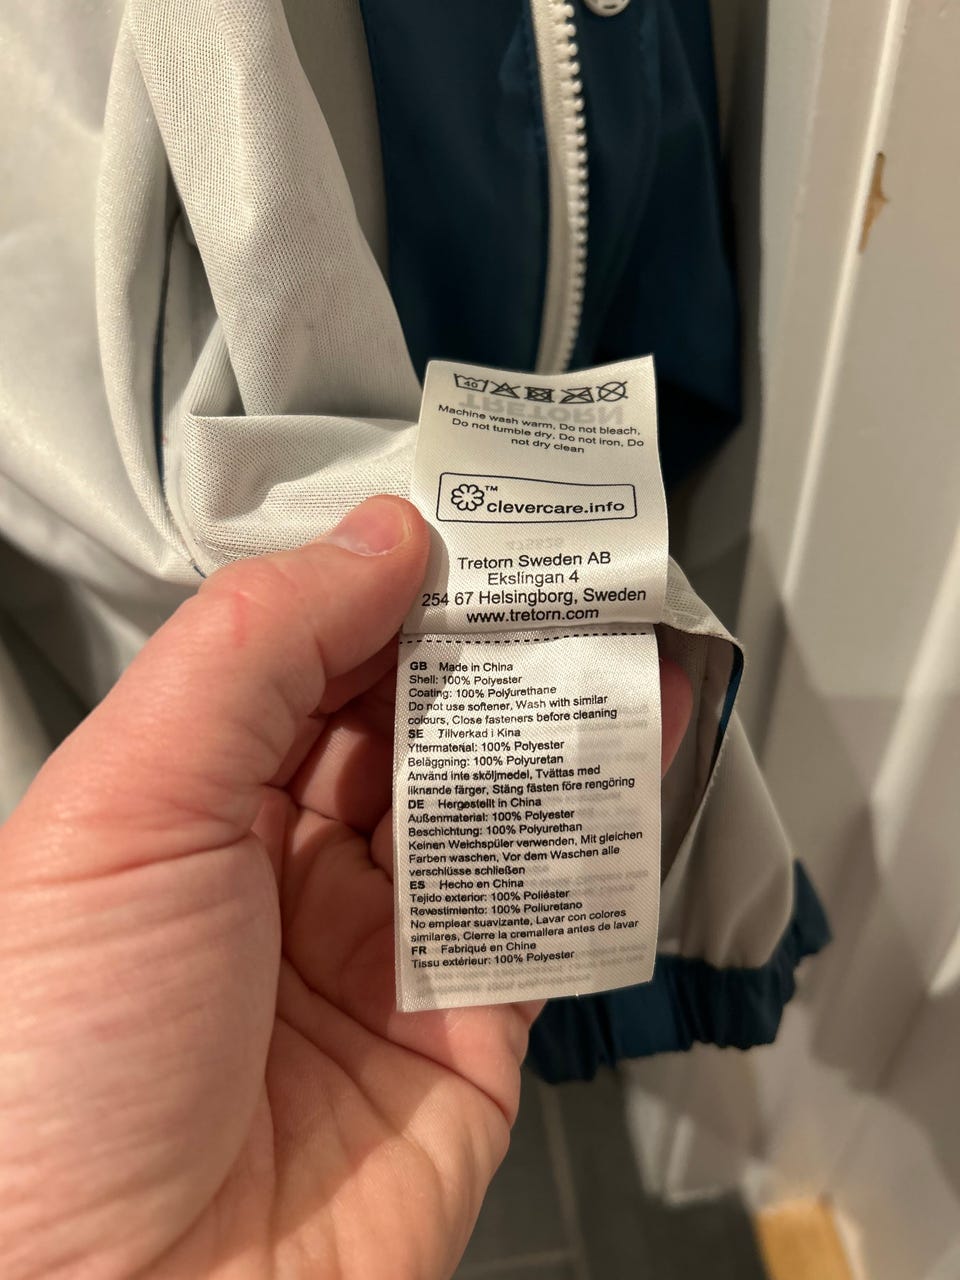 40
Machine wash warm, Do not bleach,
Do not tumble dry, Do not iron, Do
not dry clean
™
clevercare.info
Tretorn Sweden AB
Ekslingan 4
254 67 Helsingborg, Sweden
www.tretorn.com
GB Made in China
Shell: 100% Polyester
Coating: 100% Polyurethane
Do not use softener, Wash with similar
colours, Close fasteners before cleaning
SE Tillverkad i Kina
Yttermaterial: 100% Polyester
Beläggning: 100% Polyuretan
Använd inte sköljmedel, Tvättas med
liknande färger, Stäng fästen före rengöring
DE Hergestellt in China
Außenmaterial: 100% Polyester
Beschichtung: 100% Polyurethan
Keinen Weichspüler verwenden, Mit gleichen
Farben waschen, Vor dem Waschen alle
verschlüsse schließen
ES Hecho en China
Tejido exterior: 100% Poliéster
Revestimiento: 100% Poliuretano
No emplear suavizante, Lavar con colores
similares, Cierre la cremallera antes de lavar
FR Fabriqué en Chine
Tissu extérieur: 100% Polyester